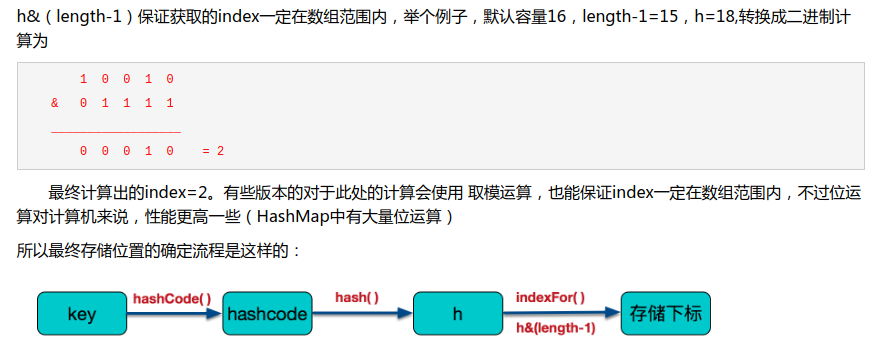 h&（length-1）保证获取的index一定在数组范围内，举个例子，默认容量16，length-1=15，h=18,转换成二进制计
算为
1 0 0 1 0
& 0 1 1 1 1
__________________
0 0 0 1 0 = 2
最终计算出的index=2。有些版本的对于此处的计算会使用 取模运算，也能保证index一定在数组范围内，不过位运
算对计算机来说，性能更高一些（HashMap中有大量位运算）
所以最终存储位置的确定流程是这样的：
key
hashCode( )
hashcode
hash( )
h
indexFor( )
h&(length-1)
存储下标